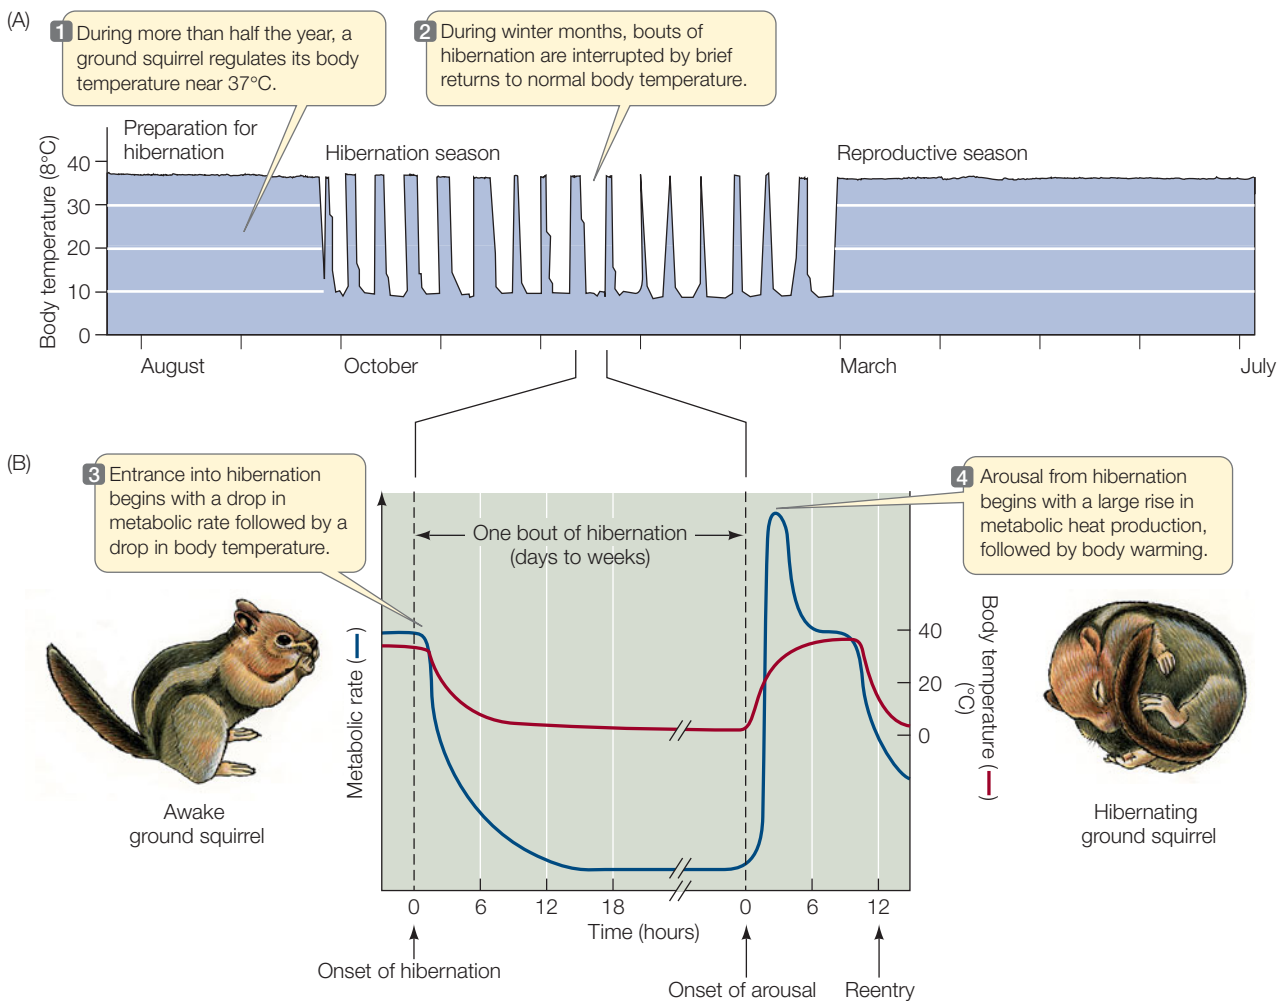 (A)
1 During more than half the year, a
ground squirrel regulates its body
temperature near 37°C.
2 During winter months, bouts of
hibernation are interrupted by brief
returns to normal body temperature.
Preparation for
hibernation
Hibernation season
Reproductive season
Body temperature (8°C)
40
30
20
10
0
August
October
March
July
(B)
3 Entrance into hibernation
begins with a drop in
metabolic rate followed by a
drop in body temperature.
4 Arousal from hibernation
begins with a large rise in
metabolic heat production,
followed by body warming.
One bout of hibernation
(days to weeks)
Metabolic rate (—)
Body temperature (—)
(°C)
40
20
0
Awake
ground squirrel
Hibernating
ground squirrel
0 6 12 18 0 6 12
Time (hours)
Onset of hibernation
Onset of arousal
Reentry